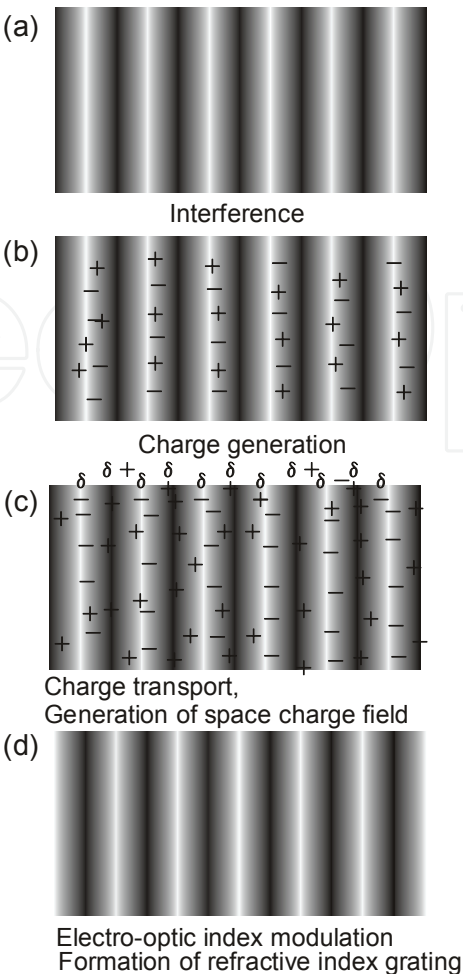 (a)
Interference
(b)
Charge generation
δ δ + δ δ δ δ δ δ + δ − δ δ
(c)
Charge transport,
Generation of space charge field
(d)
Electro-optic index modulation
Formation of refractive index grating